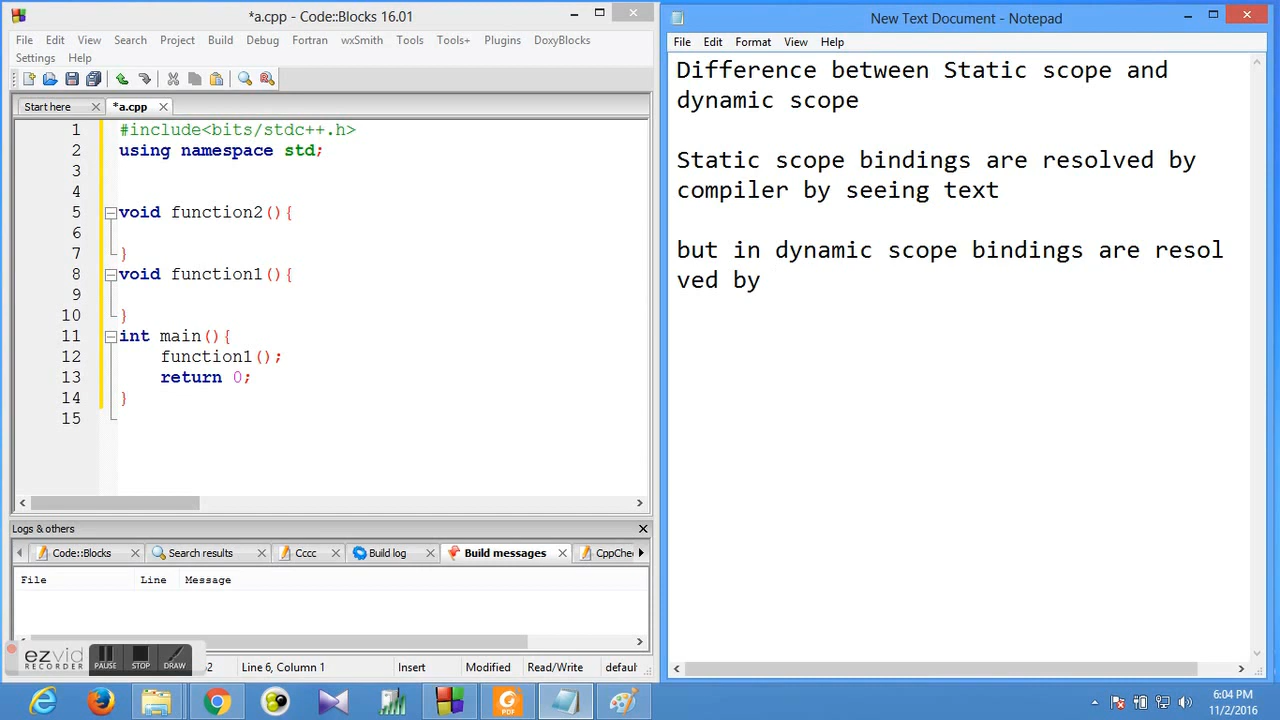 *a.cpp - Code::Blocks 16.01
File Edit View Search Project Build Debug Fortran wxSmith Tools Tools+ Plugins DoxyBlocks
Settings Help
Start here *a.cpp
1 #include<bits/stdc++.h>
2 using namespace std;
3
4
5 void function2(){
6
7 }
8 void function1(){
9
10 }
11 int main(){
12 function1();
13 return 0;
14 }
15
Logs & others
Code::Blocks Search results Cccc Build log Build messages CppChe
File Line Message
ezvid
RECORDER
PAUSE STOP DRAW
Line 6, Column 1 Insert Modified Read/Write default
New Text Document - Notepad
File Edit Format View Help
Difference between Static scope and
dynamic scope
Static scope bindings are resolved by
compiler by seeing text
but in dynamic scope bindings are resol
ved by
PDF
6:04 PM
11/2/2016